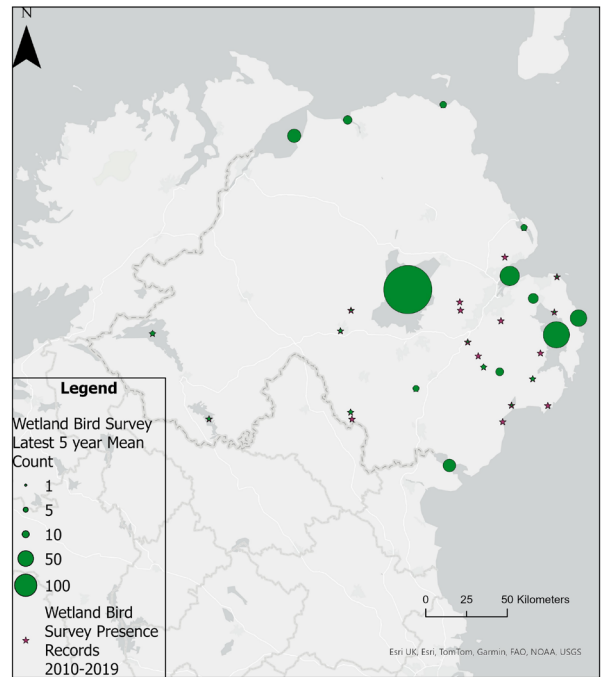 N
Legend
Wetland Bird Survey
Latest 5 year Mean
Count
1
5
10
50
100
Wetland Bird
Survey Presence
Records
2010-2019
0 25 50 Kilometers
Esri UK, Esri, TomTom, Garmin, FAO, NOAA, USGS